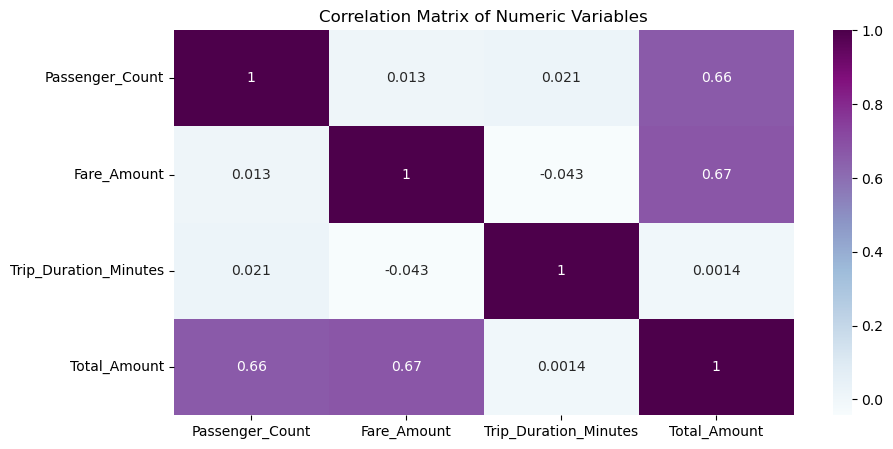 Correlation Matrix of Numeric Variables
Passenger_Count 1 0.013 0.021 0.66
Fare_Amount 0.013 1 -0.043 0.67
Trip_Duration_Minutes 0.021 -0.043 1 0.0014
Total_Amount 0.66 0.67 0.0014 1
Passenger_Count Fare_Amount Trip_Duration_Minutes Total_Amount
1.0
0.8
0.6
0.4
0.2
0.0